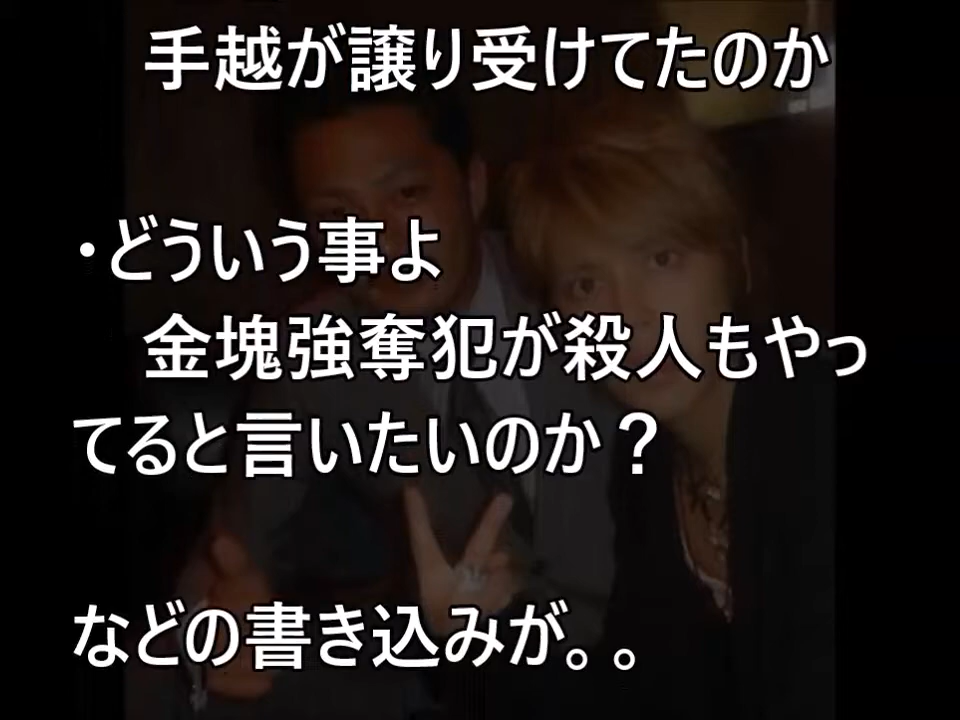 手越が譲り受けてたのか
・どういう事よ
金塊強奪犯が殺人もやっ
てると言いたいのか？
などの書き込みが。。